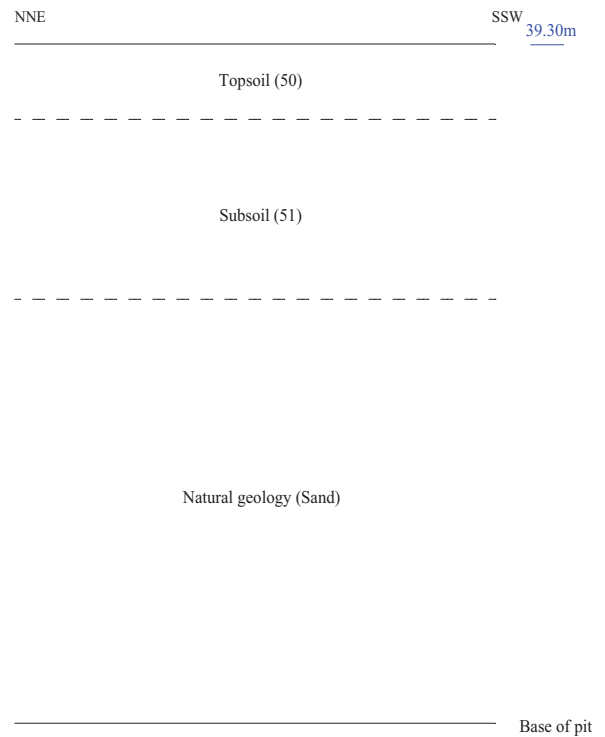 NNE
SSW
39.30m
Topsoil (50)
Subsoil (51)
Natural geology (Sand)
Base of pit